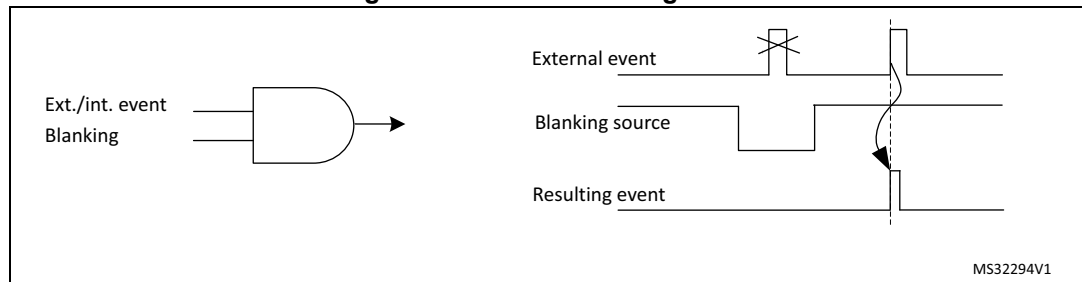 Ext./int. event
Blanking
External event
Blanking source
Resulting event
MS32294V1